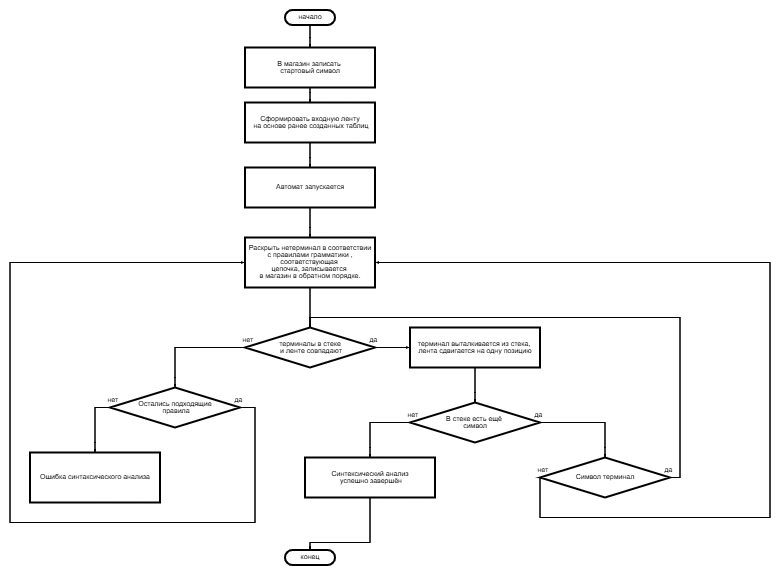 начало
В магазин записать
стартовый символ
Сформировать входную ленту
на основе ранее созданных таблиц
Автомат запускается
Раскрыть нетерминал в соответствии
с правилами грамматики ,
соответствующая
цепочка, записывается
в магазин в обратном порядке.
нет
терминалы в стеке
и ленте совпадают
да
терминал выталкивается из стека,
лента сдвигается на одну позицию
нет
Остались подходящие
правила
да
нет
В стеке есть ещё
символ
да
Ошибка синтаксического анализа
Синтексический анализ
успешно завершён
нет
Символ терминал
да
конец